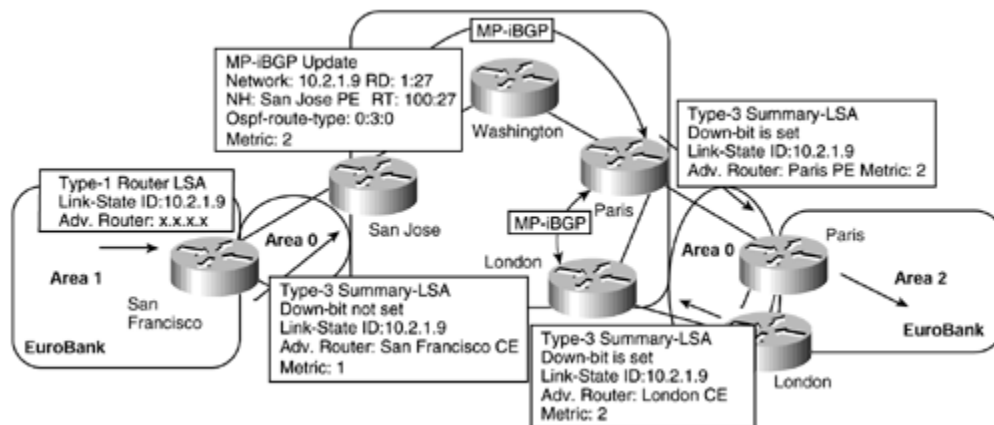 MP-iBGP
MP-iBGP Update
Network: 10.2.1.9 RD: 1:27
NH: San Jose PE RT: 100:27
Ospf-route-type: 0:3:0
Metric: 2
Washington
Type-3 Summary-LSA
Down-bit is set
Link-State ID:10.2.1.9
Adv. Router: Paris PE Metric: 2
Type-1 Router LSA
Link-State ID:10.2.1.9
Adv. Router: x.x.x.x
San Jose
Paris
MP-iBGP
Area 0
Area 1
San
Francisco
EuroBank
London
Area 0
Paris
Area 2
EuroBank
London
Type-3 Summary-LSA
Down-bit not set
Link-State ID:10.2.1.9
Adv. Router: San Francisco CE
Metric: 1
Type-3 Summary-LSA
Down-bit is set
Link-State ID:10.2.1.9
Adv. Router: London CE
Metric: 2